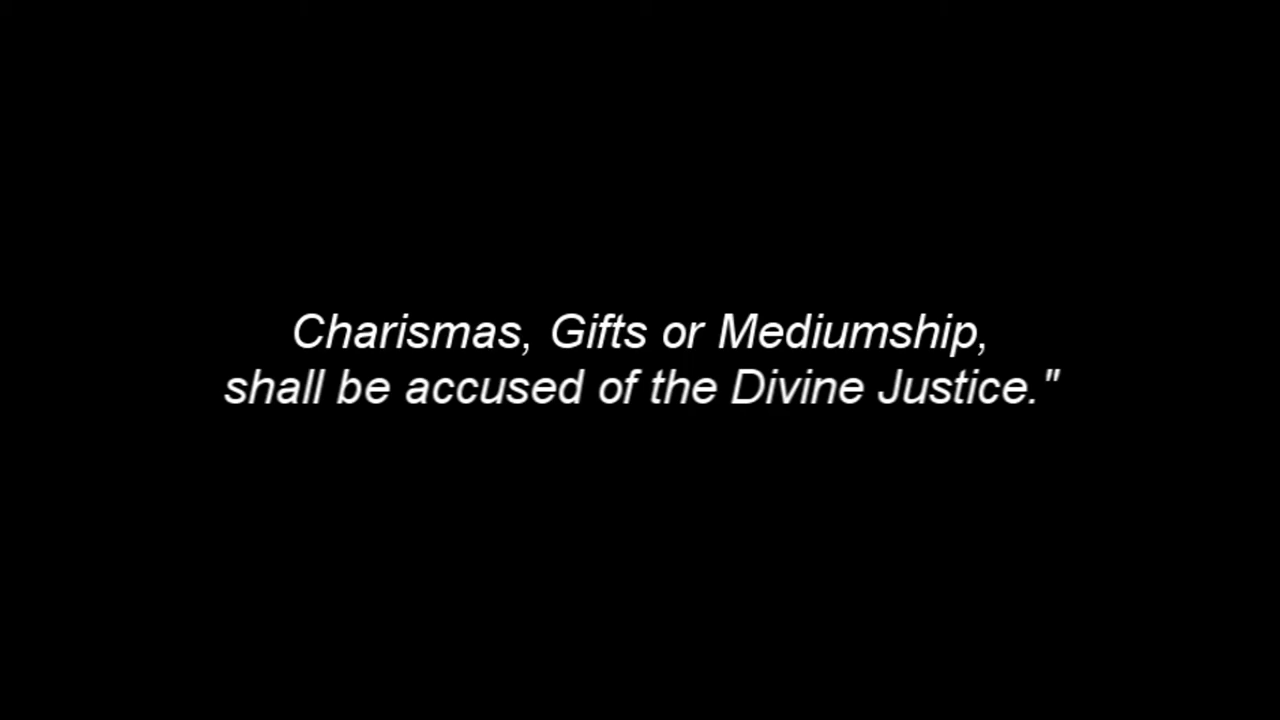 Charismas, Gifts or Mediumship,
shall be accused of the Divine Justice."